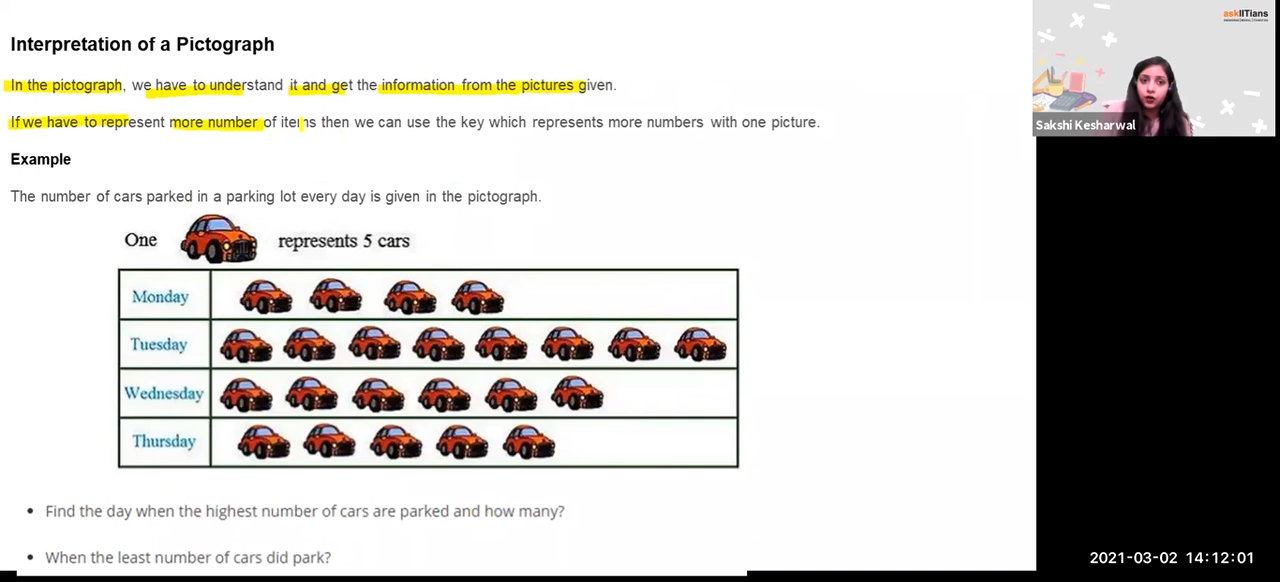 askIITians
Interpretation of a Pictograph
In the pictograph, we have to understand it and get the information from the pictures given.
If we have to represent more number of items then we can use the key which represents more numbers with one picture.
Sakshi Kesharwal
Example
The number of cars parked in a parking lot every day is given in the pictograph.
One represents 5 cars
Monday
Tuesday
Wednesday
Thursday
• Find the day when the highest number of cars are parked and how many?
• When the least number of cars did park?
2021-03-02 14:12:01